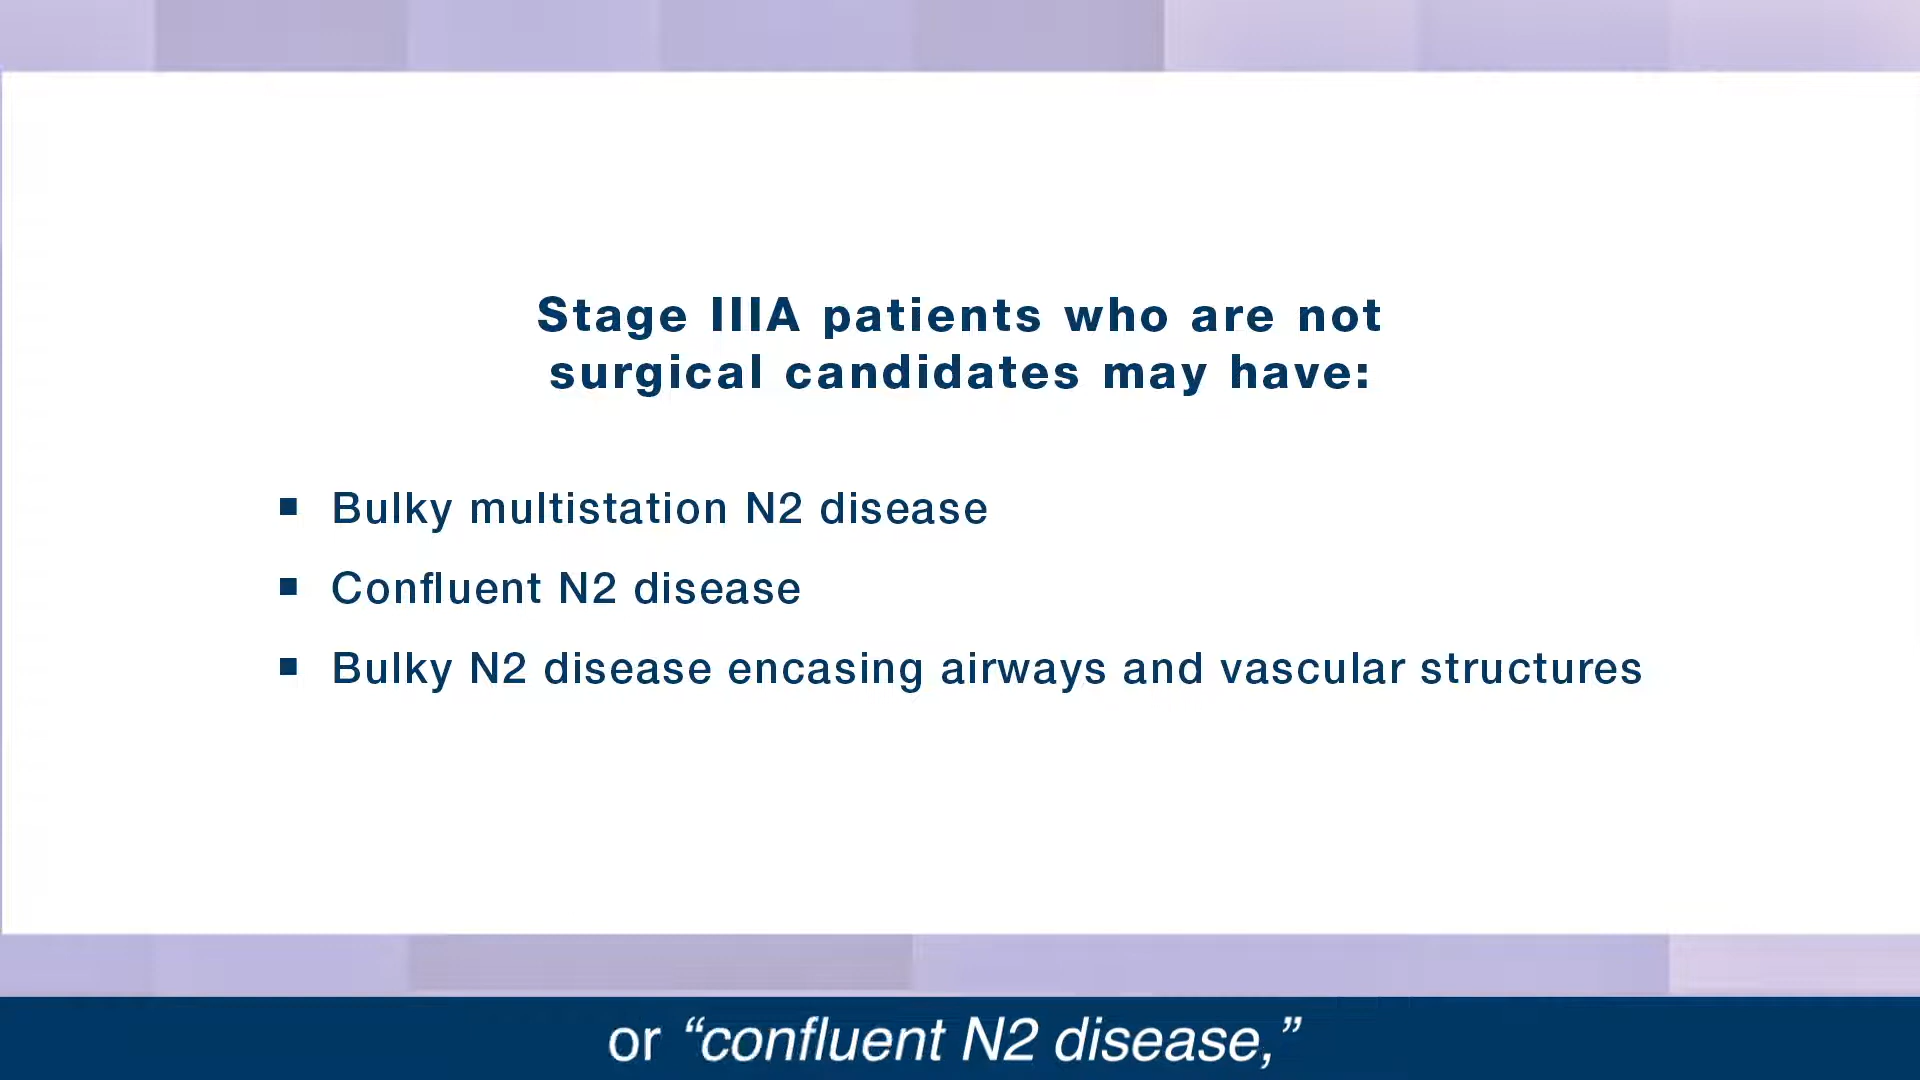 Stage IIIA patients who are not
surgical candidates may have:
▪ Bulky multistation N2 disease
▪ Confluent N2 disease
▪ Bulky N2 disease encasing airways and vascular structures
or “confluent N2 disease,”